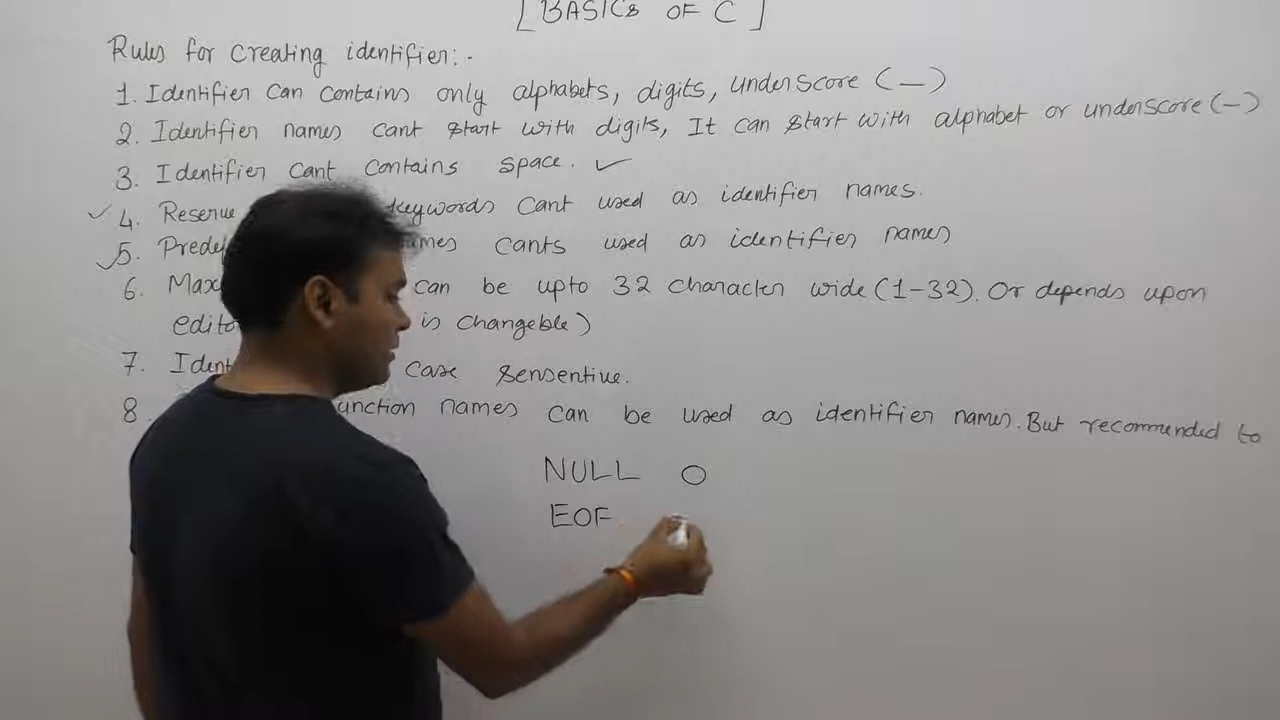 [BASICS OF C]
Rules for creating identifier:-
1. Identifier can contains only alphabets, digits, underscore (_)
2. Identifier names cant start with digits, It can start with alphabet or underscore (-)
3. Identifier cant contains space. ✓
✓ 4. Reserve keywords cant used as identifier names.
✓ 5. Prede names cants used as identifier names
6. Max can be upto 32 character wide (1-32). Or depends upon
edito is changeble)
7. Ident case sensentive.
8. unction names can be used as identifier names. But recommended to
NULL 0
EOF